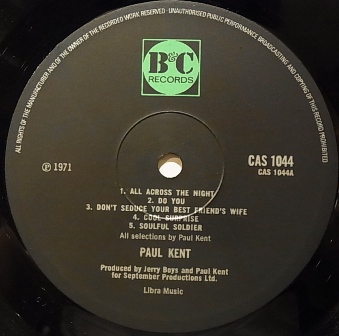 ALL RIGHTS OF THE MANUFACTURER AND OF THE OWNER OF THE RECORDED WORK RESERVED · UNAUTHORISED PUBLIC PERFORMANCE BROADCASTING AND COPYING OF THIS RECORD PROHIBITED
B&C
RECORDS
℗ 1971
CAS 1044
CAS 1044A
1. ALL ACROSS THE NIGHT
2. DO YOU
3. DON'T SEDUCE YOUR BEST FRIEND'S WIFE
4. COOL SURPRISE
5. SOULFUL SOLDIER
All selections by Paul Kent
PAUL KENT
Produced by Jerry Boys and Paul Kent
for September Productions Ltd.
Libra Music